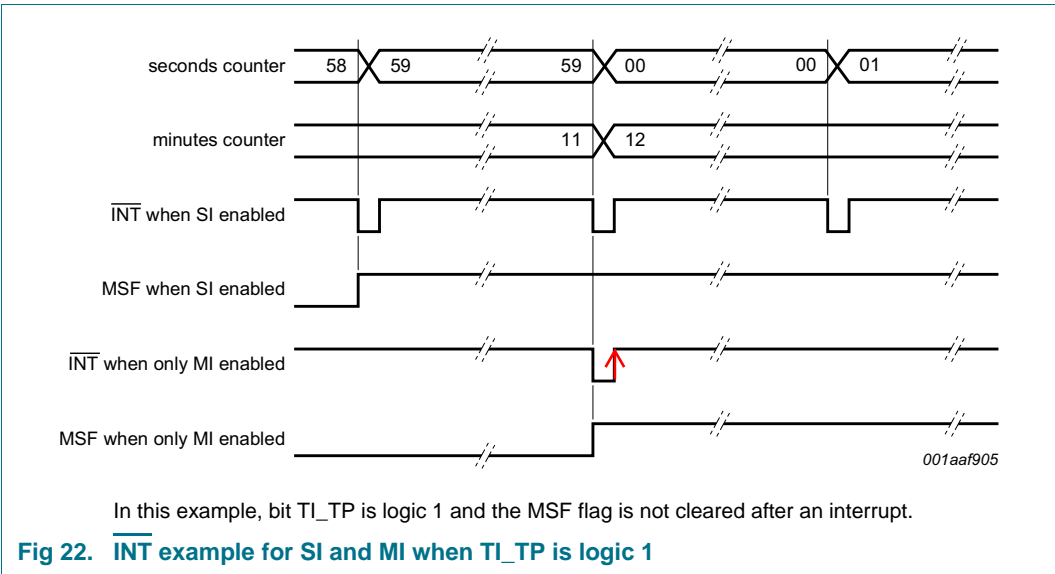 seconds counter 58 59 59 00 00 01
minutes counter 11 12
INT when SI enabled
MSF when SI enabled
INT when only MI enabled
MSF when only MI enabled
001aaf905
In this example, bit TI_TP is logic 1 and the MSF flag is not cleared after an interrupt.
Fig 22. INT example for SI and MI when TI_TP is logic 1